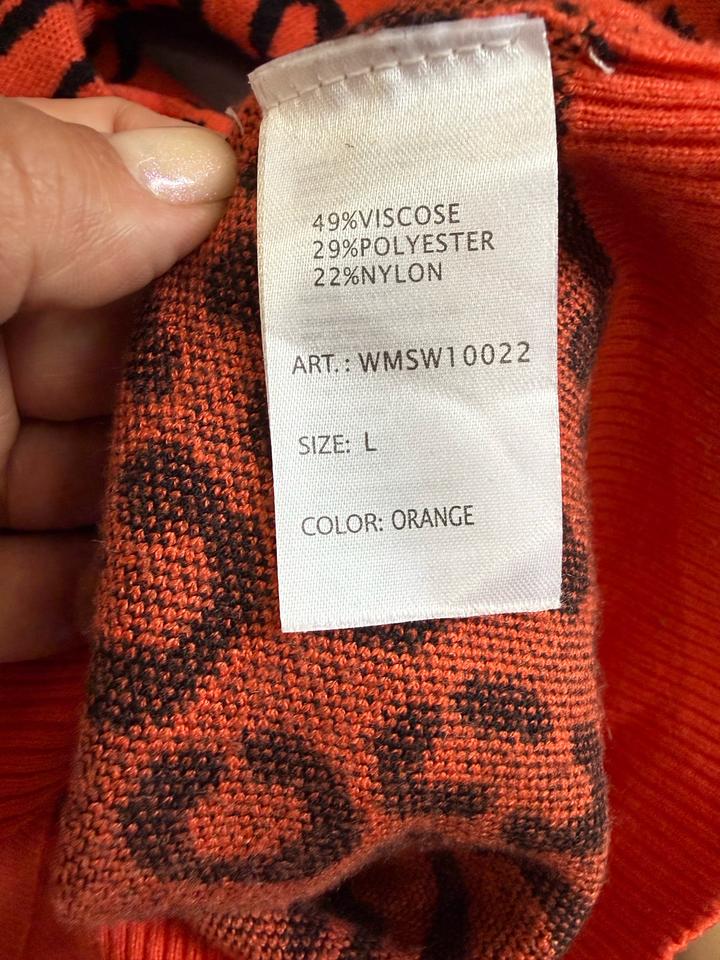 49%VISCOSE
29%POLYESTER
22%NYLON
ART.: WMSW10022
SIZE: L
COLOR: ORANGE